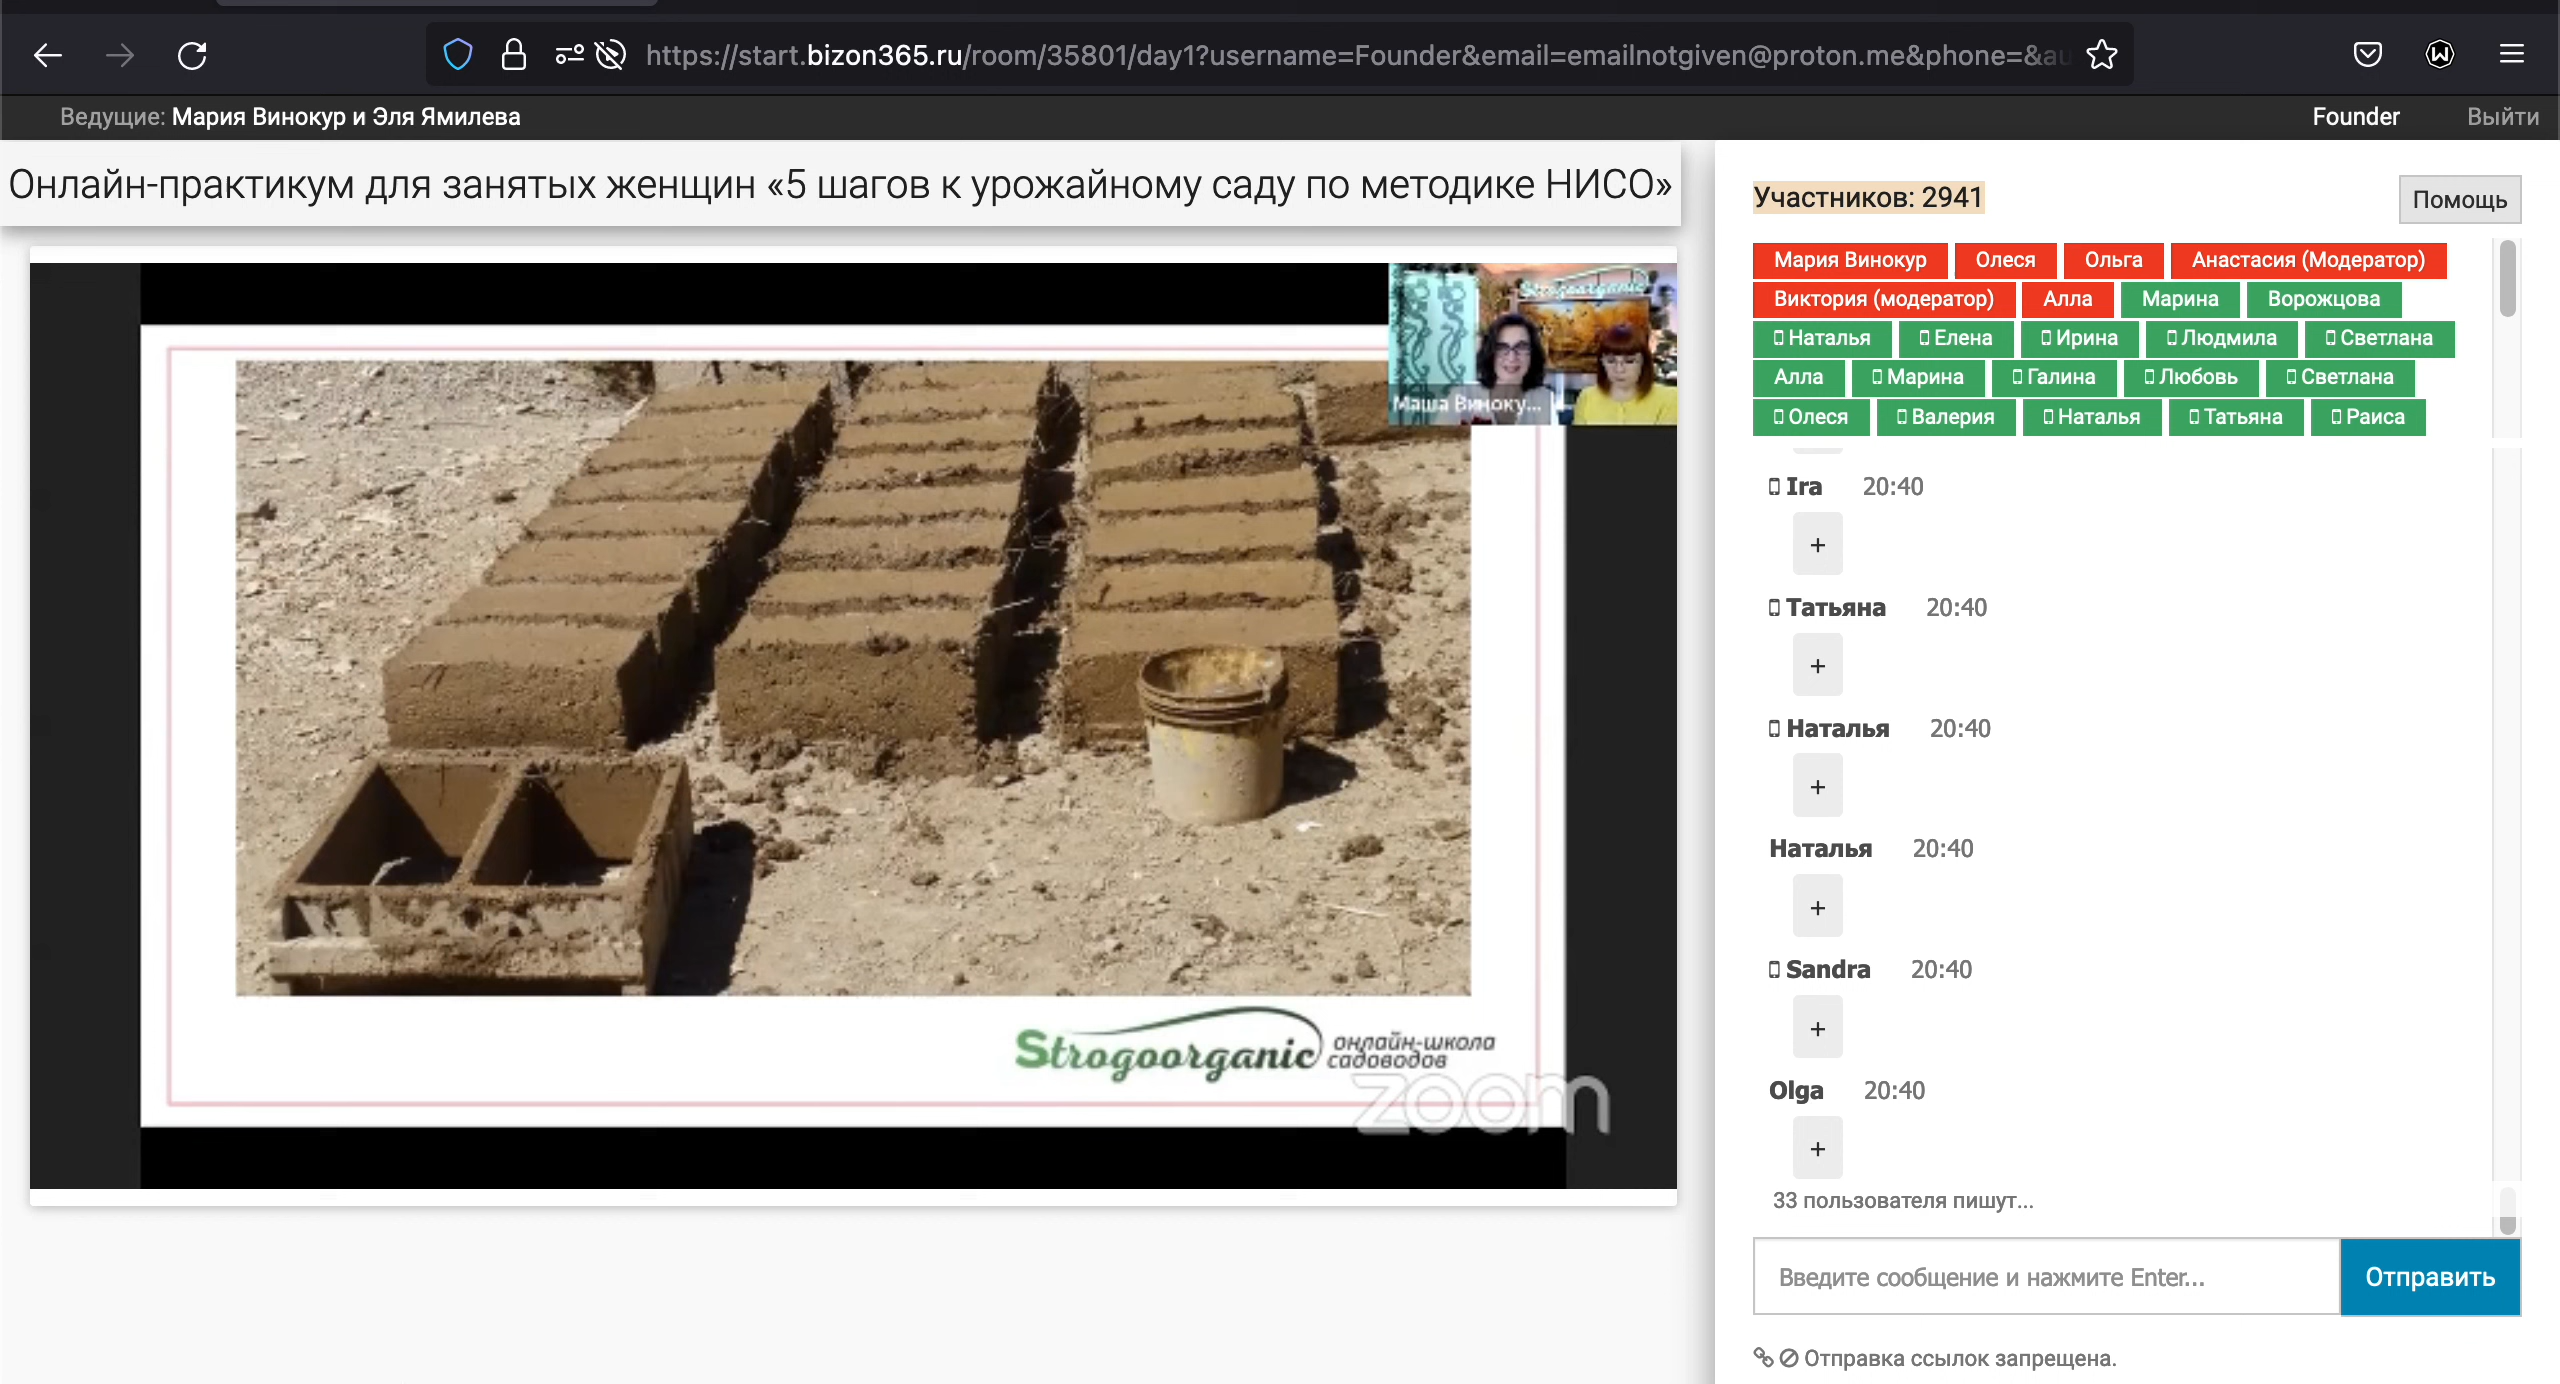 https://start.bizon365.ru/room/35801/day1?username=Founder&email=emailnotgiven@proton.me&phone=&au
Ведущие: Мария Винокур и Эля Ямилева
Founder
Выйти
Онлайн-практикум для занятых женщин «5 шагов к урожайному саду по методике НИСО»
Strogoorganic
Маша Виноку...
Strogoorganic онлайн-школа садоводов
zoom
Участников: 2941
Помощь
Мария Винокур Олеся Ольга Анастасия (Модератор)
Виктория (модератор) Алла Марина Ворожцова
Наталья Елена Ирина Людмила Светлана
Алла Марина Галина Любовь Светлана
Олеся Валерия Наталья Татьяна Раиса
Ira 20:40
+
Татьяна 20:40
+
Наталья 20:40
+
Наталья 20:40
+
Sandra 20:40
+
Olga 20:40
+
33 пользователя пишут...
Введите сообщение и нажмите Enter...
Отправить
Отправка ссылок запрещена.